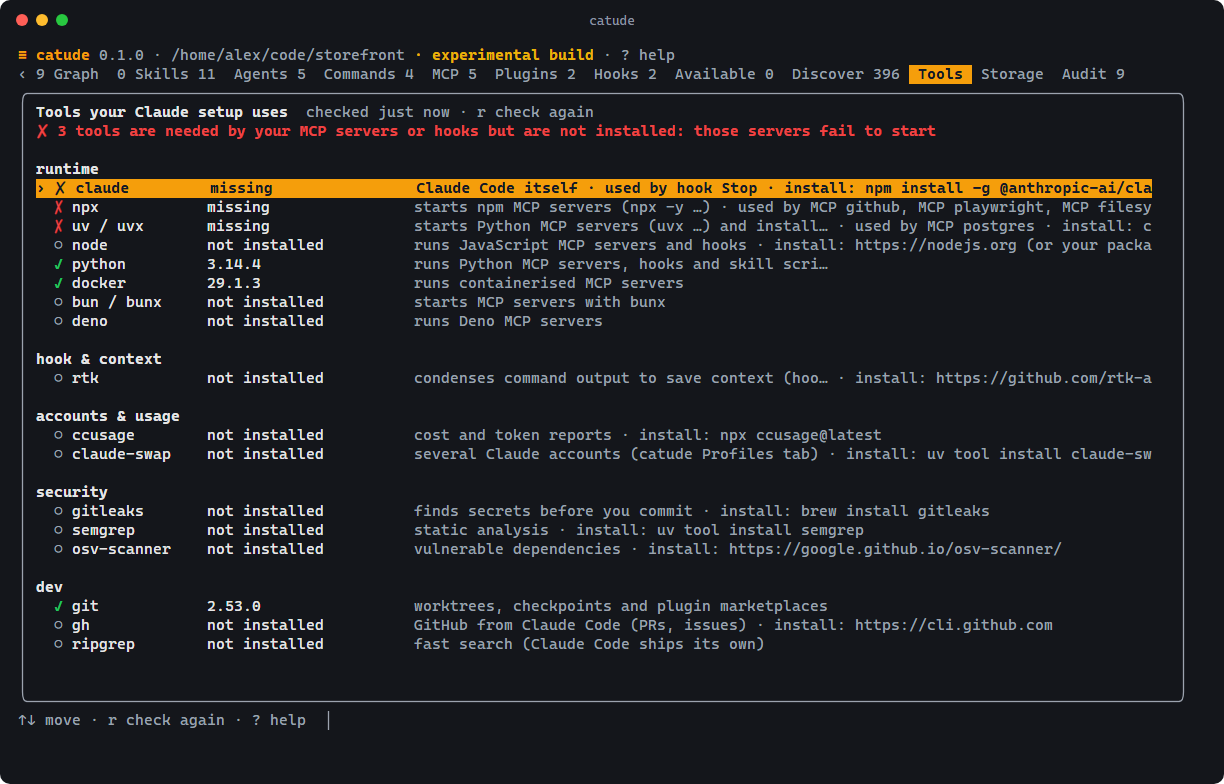 catude
≡ catude 0.1.0 · /home/alex/code/storefront · experimental build · ? help
‹ 9 Graph 0 Skills 11 Agents 5 Commands 4 MCP 5 Plugins 2 Hooks 2 Available 0 Discover 396 Tools Storage Audit 9
Tools your Claude setup uses checked just now · r check again
✗ 3 tools are needed by your MCP servers or hooks but are not installed: those servers fail to start
runtime
› ✗ claude missing Claude Code itself · used by hook Stop · install: npm install -g @anthropic-ai/cla
✗ npx missing starts npm MCP servers (npx -y …) · used by MCP github, MCP playwright, MCP filesy
✗ uv / uvx missing starts Python MCP servers (uvx …) and install… · used by MCP postgres · install: c
○ node not installed runs JavaScript MCP servers and hooks · install: https://nodejs.org (or your packa
✓ python 3.14.4 runs Python MCP servers, hooks and skill scri…
✓ docker 29.1.3 runs containerised MCP servers
○ bun / bunx not installed starts MCP servers with bunx
○ deno not installed runs Deno MCP servers
hook & context
○ rtk not installed condenses command output to save context (hoo… · install: https://github.com/rtk-a
accounts & usage
○ ccusage not installed cost and token reports · install: npx ccusage@latest
○ claude-swap not installed several Claude accounts (catude Profiles tab) · install: uv tool install claude-sw
security
○ gitleaks not installed finds secrets before you commit · install: brew install gitleaks
○ semgrep not installed static analysis · install: uv tool install semgrep
○ osv-scanner not installed vulnerable dependencies · install: https://google.github.io/osv-scanner/
dev
✓ git 2.53.0 worktrees, checkpoints and plugin marketplaces
○ gh not installed GitHub from Claude Code (PRs, issues) · install: https://cli.github.com
○ ripgrep not installed fast search (Claude Code ships its own)
↑↓ move · r check again · ? help